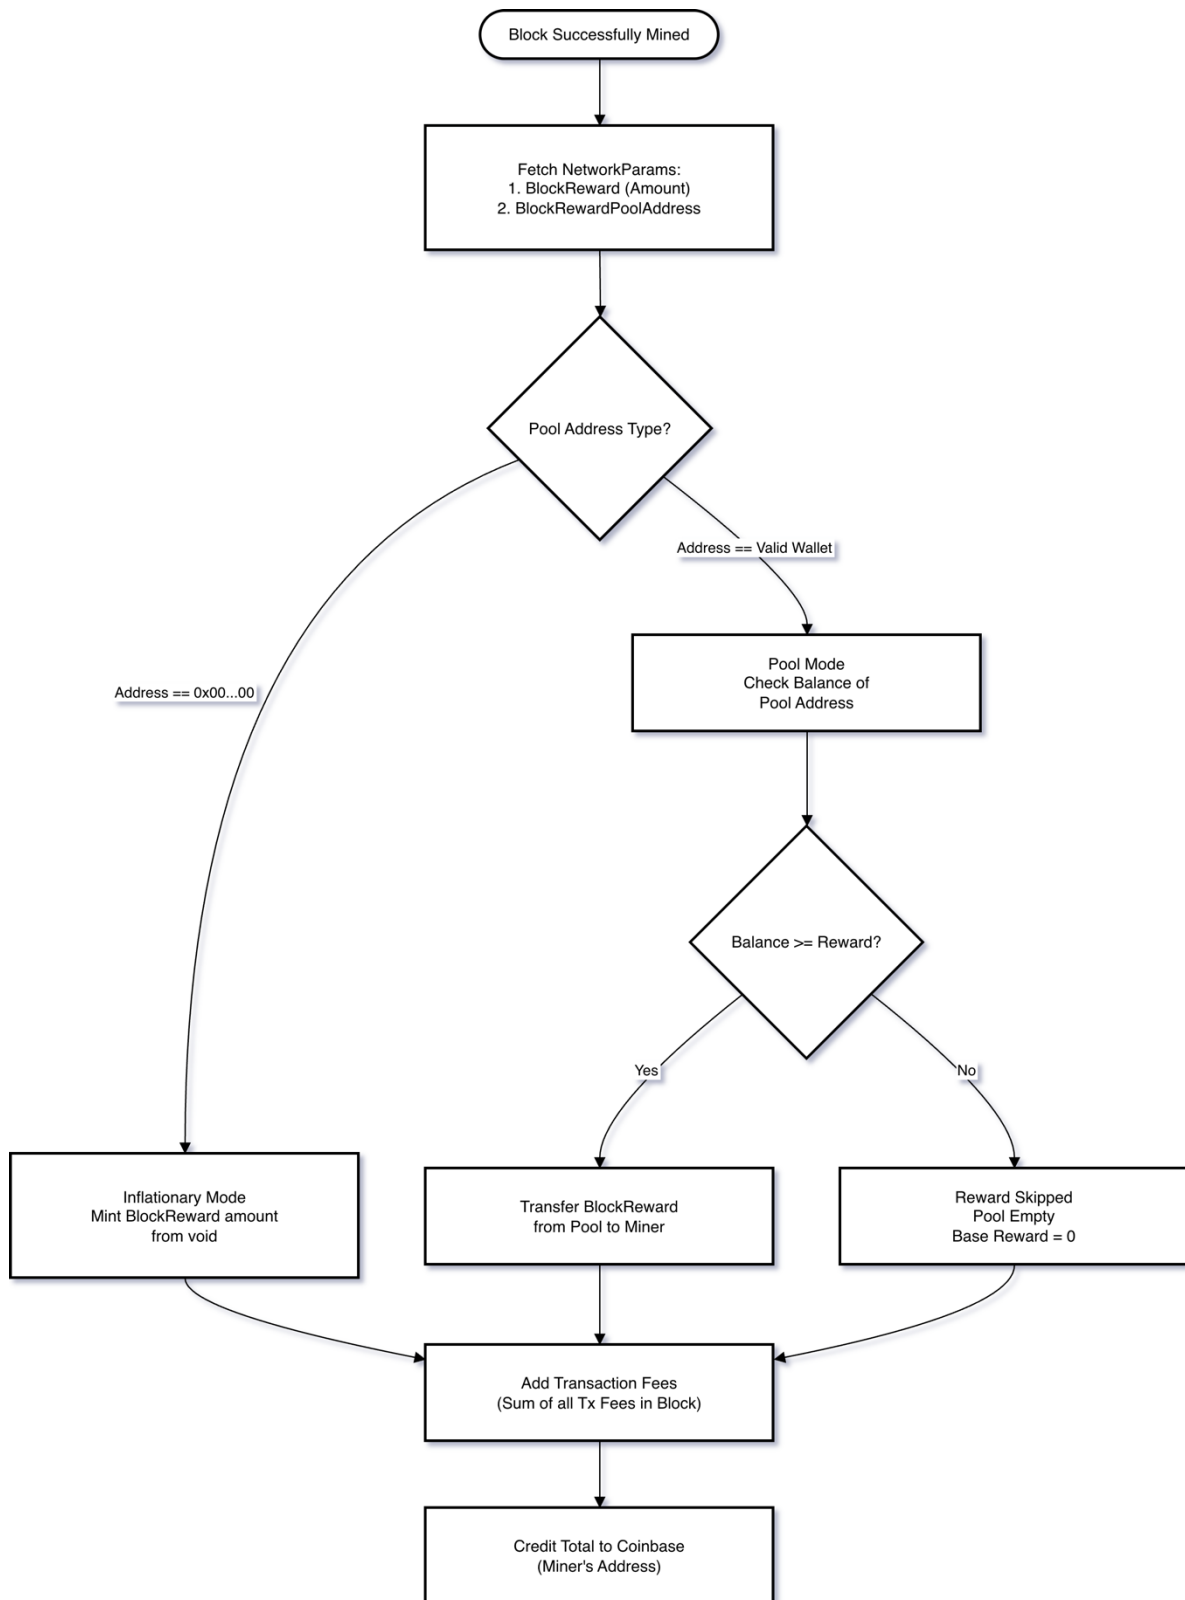 Block Successfully Mined
Fetch NetworkParams:
1. BlockReward (Amount)
2. BlockRewardPoolAddress
Pool Address Type?
Address == Valid Wallet
Address == 0x00...00
Pool Mode
Check Balance of
Pool Address
Balance >= Reward?
Yes
No
Inflationary Mode
Mint BlockReward amount
from void
Transfer BlockReward
from Pool to Miner
Reward Skipped
Pool Empty
Base Reward = 0
Add Transaction Fees
(Sum of all Tx Fees in Block)
Credit Total to Coinbase
(Miner's Address)